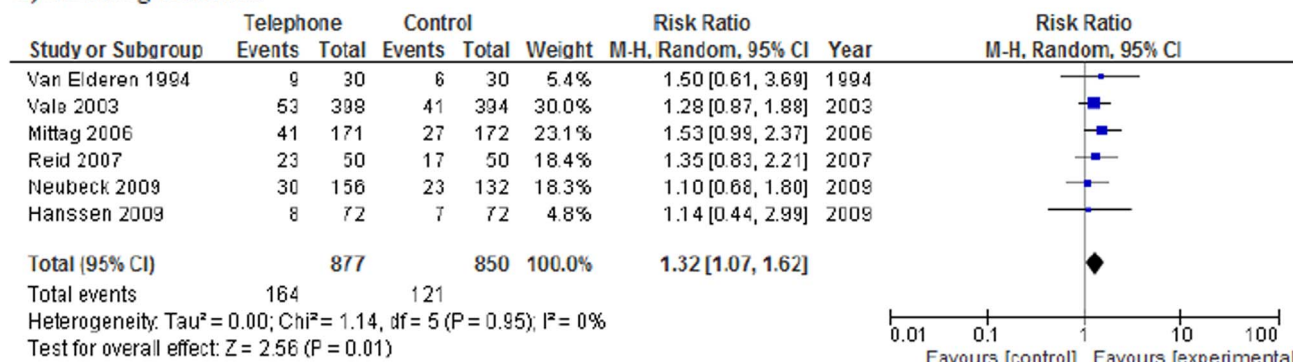 Telephone Control Risk Ratio Risk Ratio
Study or Subgroup Events Total Events Total Weight M-H, Random, 95% CI Year M-H, Random, 95% CI
Van Elderen 1994 9 30 6 30 5.4% 1.50 [0.61, 3.69] 1994
Vale 2003 53 398 41 394 30.0% 1.28 [0.87, 1.88] 2003
Mittag 2006 41 171 27 172 23.1% 1.53 [0.99, 2.37] 2006
Reid 2007 23 50 17 50 18.4% 1.35 [0.83, 2.21] 2007
Neubeck 2009 30 156 23 132 18.3% 1.10 [0.68, 1.80] 2009
Hanssen 2009 8 72 7 72 4.8% 1.14 [0.44, 2.99] 2009
Total (95% CI) 877 850 100.0% 1.32 [1.07, 1.62]
Total events 164 121
Heterogeneity: Tau² = 0.00; Chi² = 1.14, df = 5 (P = 0.95); I² = 0%
Test for overall effect: Z = 2.56 (P = 0.01)
0.01 0.1 1 10 100
Favours [control] Favours [experimental]